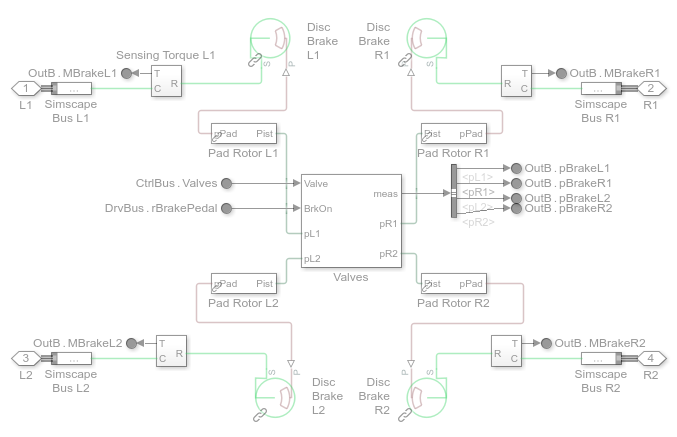 Disc
Brake
L1
Disc
Brake
R1
Sensing Torque L1
S
P
P
S
OutB.MBrakeL1
T
C
R
R
T
C
OutB.MBrakeR1
1
...
...
2
L1
Simscape
Bus L1
Simscape
Bus R1
R1
pPad
Pist
Pist
pPad
Pad Rotor L1
Pad Rotor R1
CtrlBus.Valves
DrvBus.rBrakePedal
Valve
BrkOn
pL1
pL2
meas
pR1
pR2
Valves
<pL1>
<pR1>
<pL2>
<pR2>
OutB.pBrakeL1
OutB.pBrakeR1
OutB.pBrakeL2
OutB.pBrakeR2
pPad
Pist
Pist
pPad
Pad Rotor L2
Pad Rotor R2
OutB.MBrakeL2
T
C
R
R
T
C
OutB.MBrakeR2
3
...
...
4
L2
Simscape
Bus L2
Simscape
Bus R2
R2
S
P
P
S
Disc
Brake
L2
Disc
Brake
R2